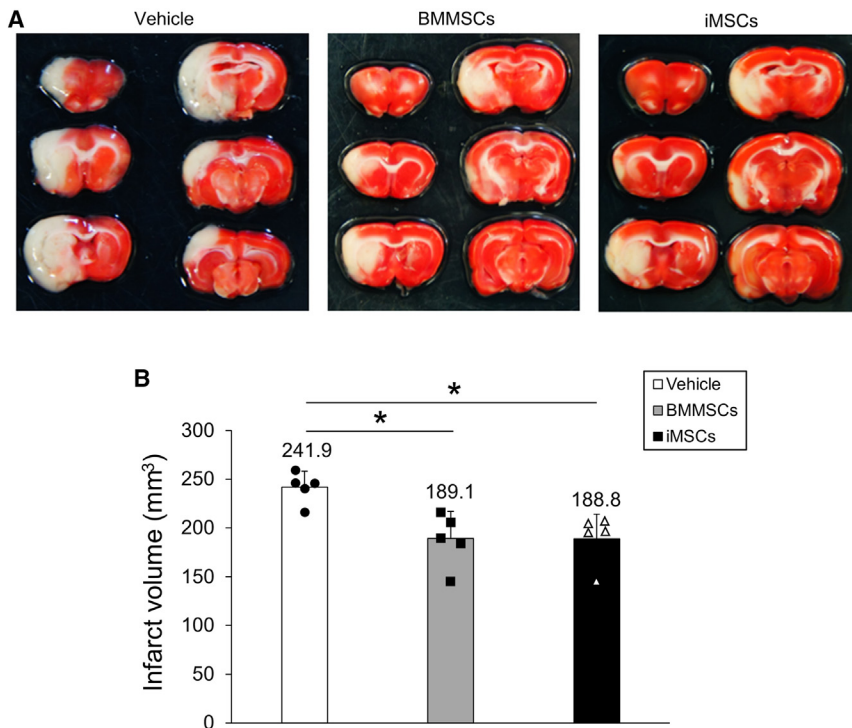 A
Vehicle
BMMSCs
iMSCs
B
*
*
Vehicle
BMMSCs
iMSCs
Infarct volume (mm³)
300
250
200
150
100
50
0
241.9
189.1
188.8